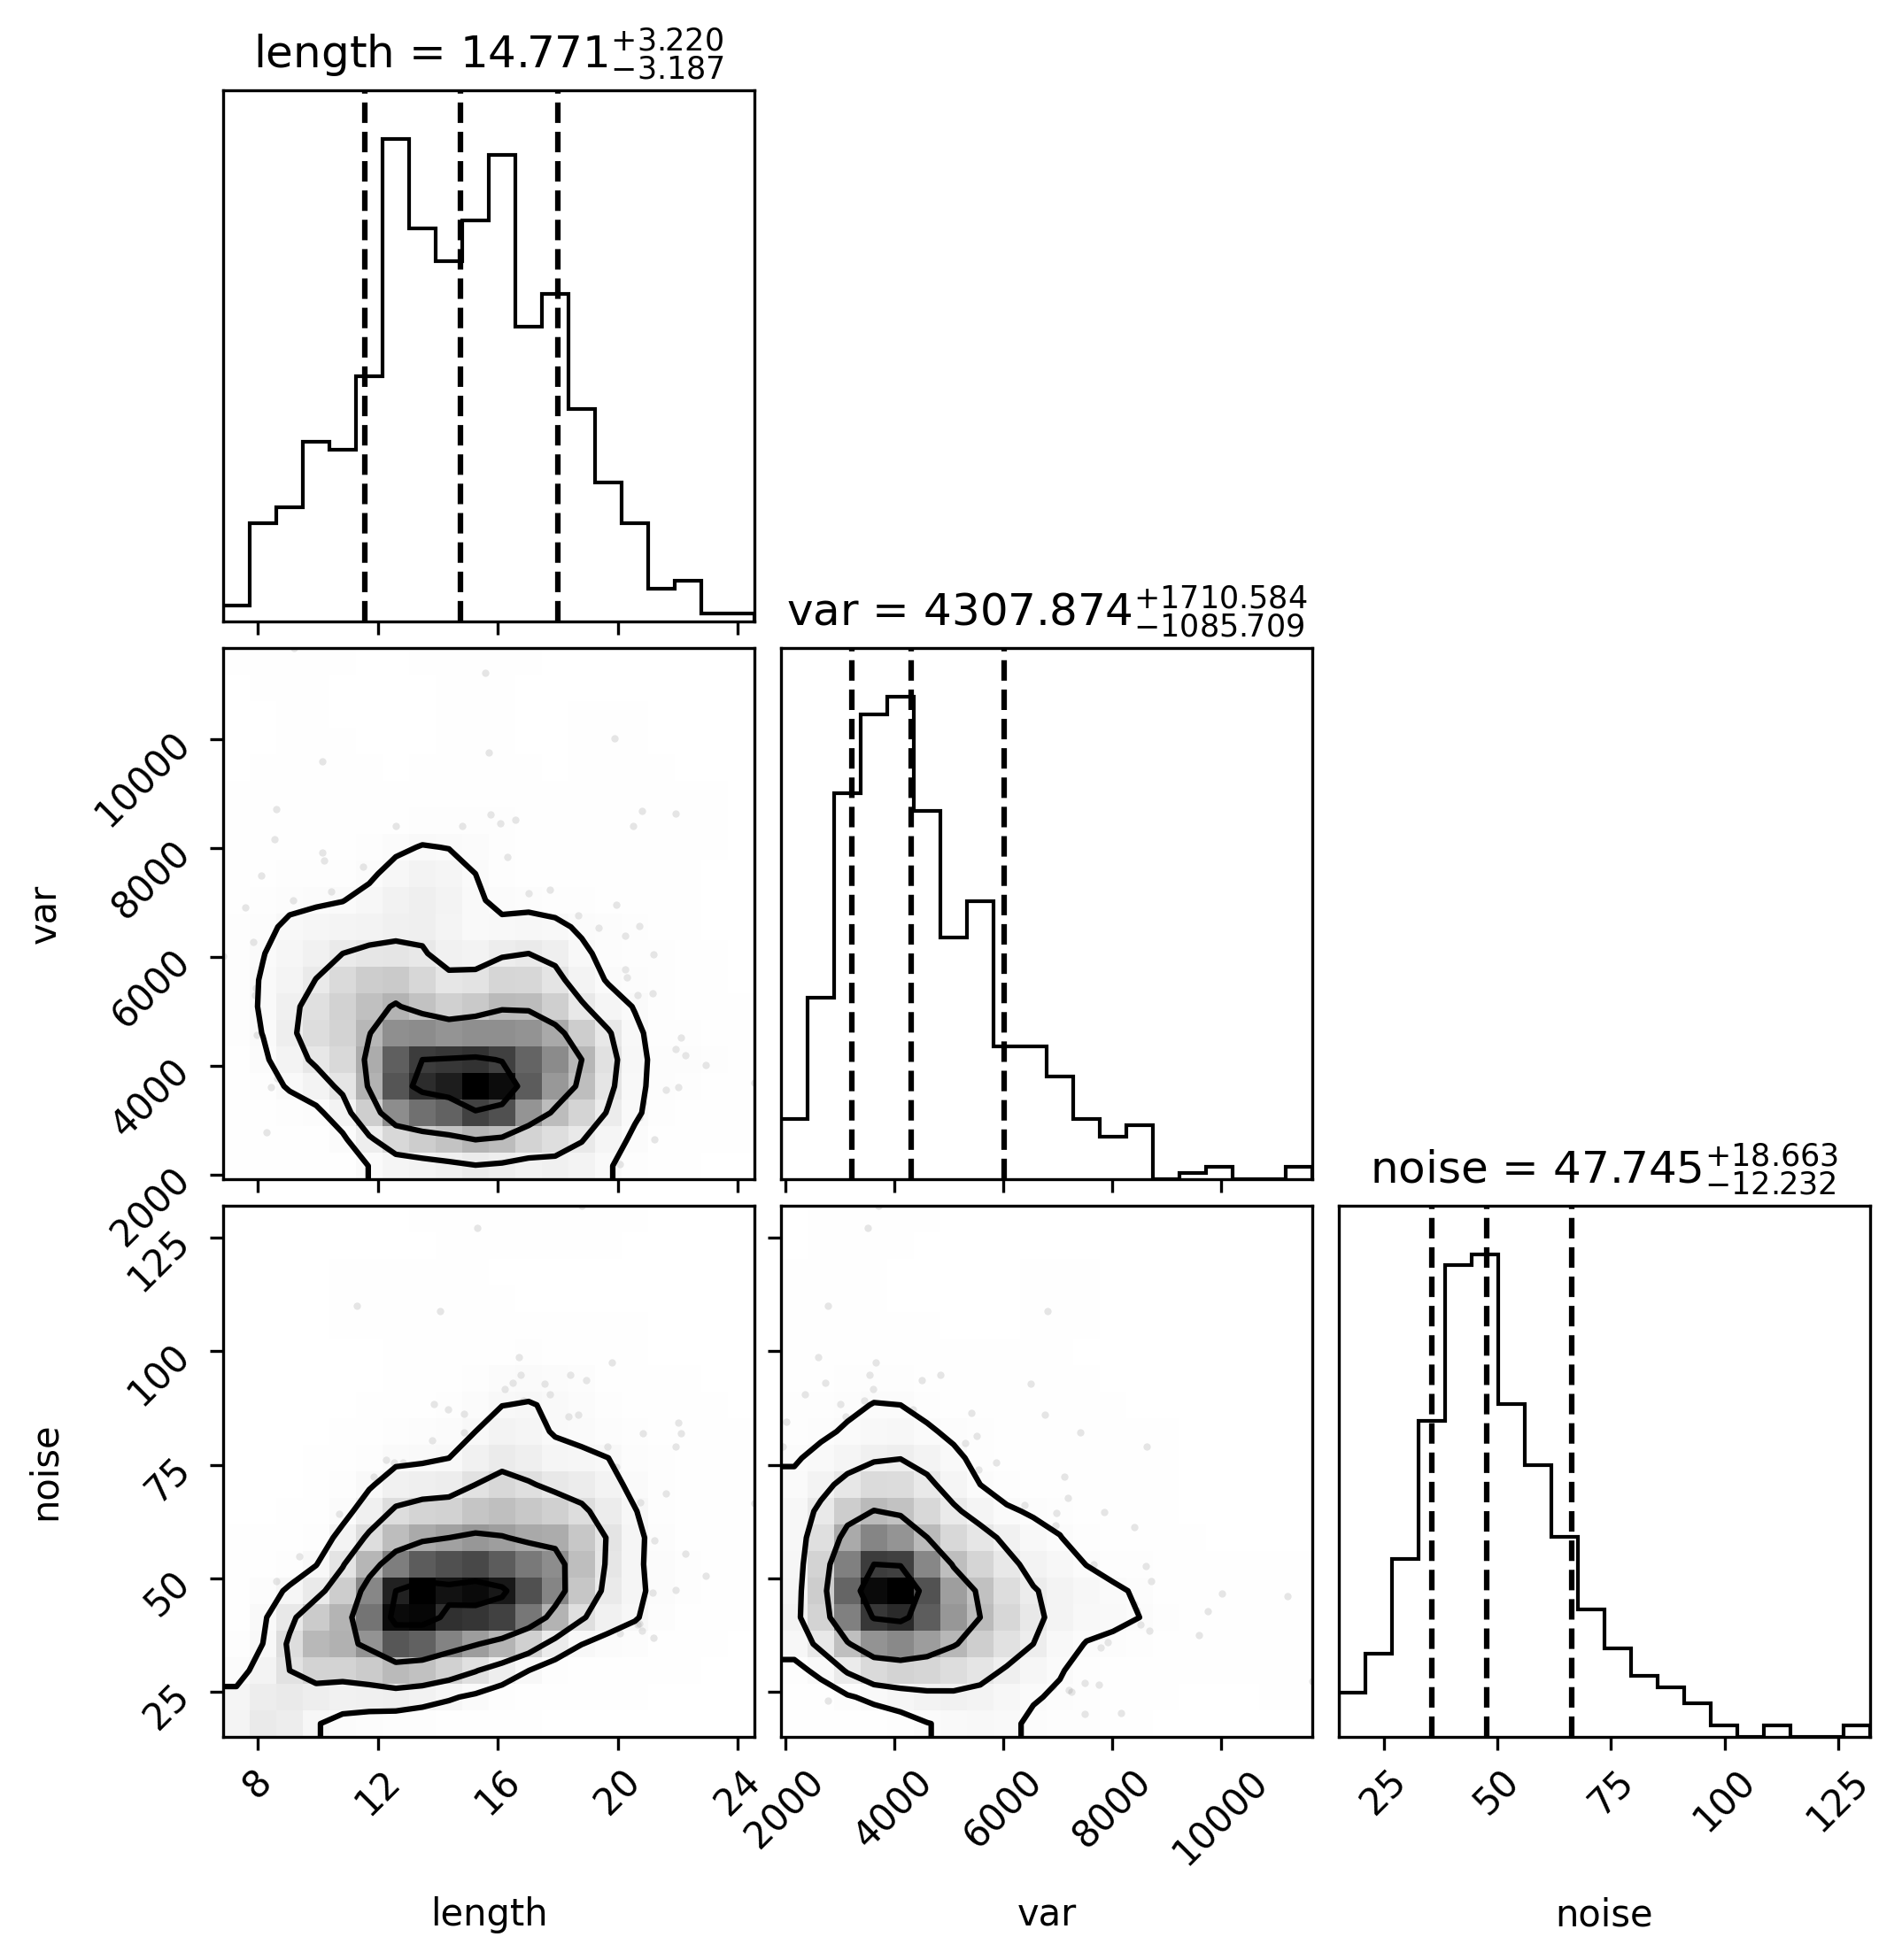 length = 14.771+3.220−3.187
var = 4307.874+1710.584−1085.709
10000
8000
6000
4000
2000
var
noise = 47.745+18.663−12.232
125
100
75
50
25
noise
8 12 16 20 24
2000 4000 6000 8000 10000
25 50 75 100 125
length var noise